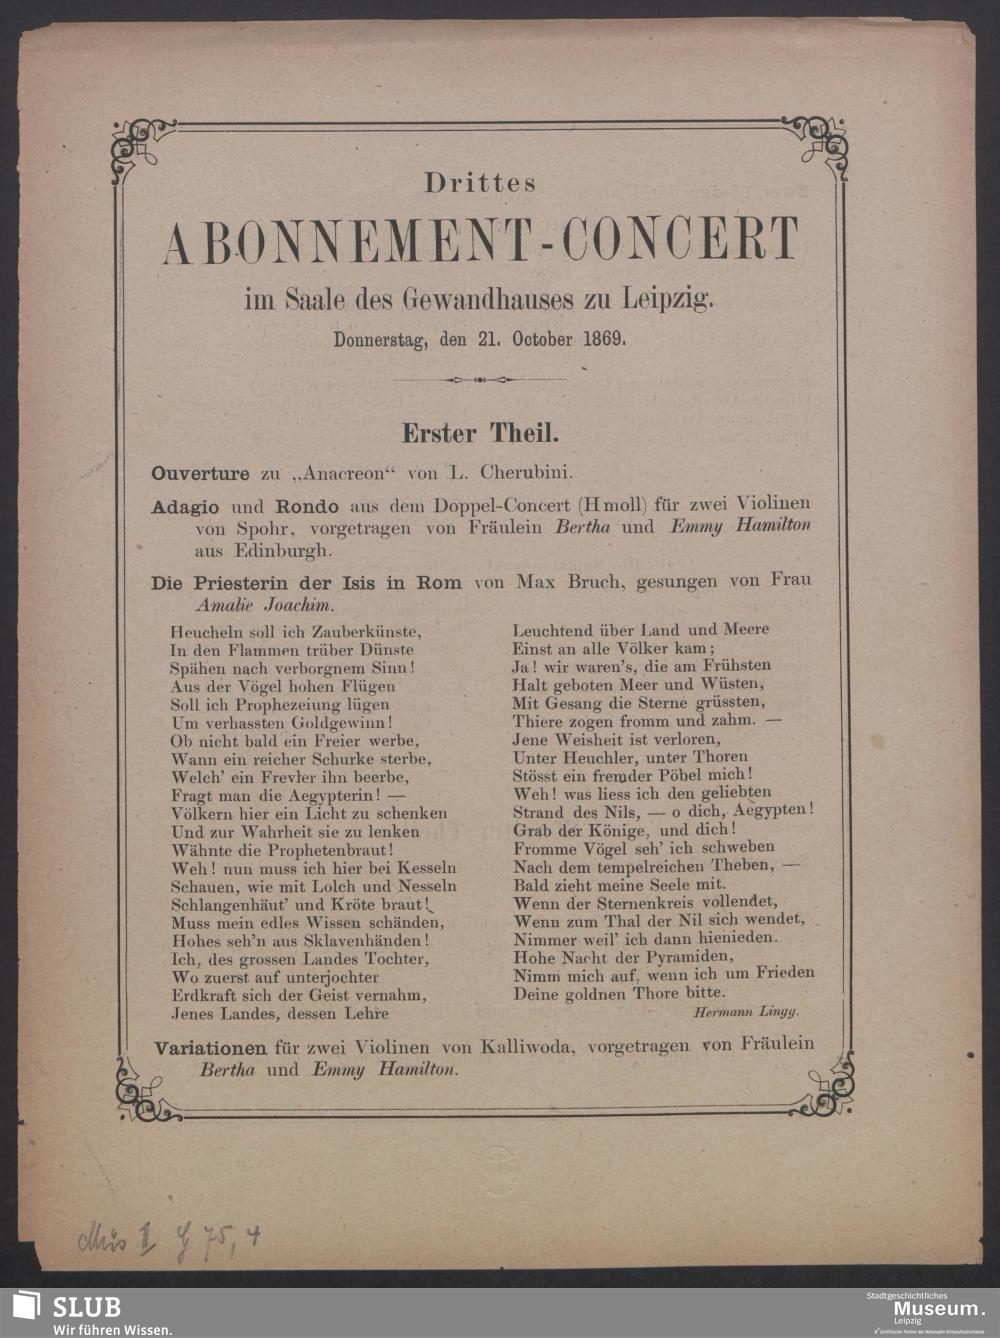 Drittes
ABONNEMENT-CONCERT
im Saale des Gewandhauses zu Leipzig.
Donnerstag, den 21. October 1869.
Erster Theil.
Ouverture zu „Anacreon“ von L. Cherubini.
Adagio und Rondo aus dem Doppel-Concert (H moll) für zwei Violinen
von Spohr, vorgetragen von Fräulein Bertha und Emmy Hamilton
aus Edinburgh.
Die Priesterin der Isis in Rom von Max Bruch, gesungen von Frau
Amalie Joachim.
Heucheln soll ich Zauberkünste,
In den Flammen trüber Dünste
Spähen nach verborgnem Sinn!
Aus der Vögel hohen Flügen
Soll ich Prophezeiung lügen
Um verhassten Goldgewinn!
Ob nicht bald ein Freier werbe,
Wann ein reicher Schurke sterbe,
Welch' ein Frevler ihn beerbe,
Fragt man die Aegypterin! —
Völkern hier ein Licht zu schenken
Und zur Wahrheit sie zu lenken
Wähnte die Prophetenbraut!
Weh! nun muss ich hier bei Kesseln
Schauen, wie mit Lolch und Nesseln
Schlangenhäut' und Kröte braut!
Muss mein edles Wissen schänden,
Hohes seh'n aus Sklavenhänden!
Ich, des grossen Landes Tochter,
Wo zuerst auf unterjochter
Erdkraft sich der Geist vernahm,
Jenes Landes, dessen Lehre
Leuchtend über Land und Meere
Einst an alle Völker kam;
Ja! wir waren's, die am Frühsten
Halt geboten Meer und Wüsten,
Mit Gesang die Sterne grüssten,
Thiere zogen fromm und zahm. —
Jene Weisheit ist verloren,
Unter Heuchler, unter Thoren
Stösst ein fremder Pöbel mich!
Weh! was liess ich den geliebten
Strand des Nils, — o dich, Aegypten!
Grab der Könige, und dich!
Fromme Vögel seh' ich schweben
Nach dem tempelreichen Theben, —
Bald zieht meine Seele mit.
Wenn der Sternenkreis vollendet,
Wenn zum Thal der Nil sich wendet,
Nimmer weil' ich dann hienieden.
Hohe Nacht der Pyramiden,
Nimm mich auf, wenn ich um Frieden
Deine goldnen Thore bitte.
Hermann Lingg.
Variationen für zwei Violinen von Kalliwoda, vorgetragen von Fräulein
Bertha und Emmy Hamilton.
Mus II g 75, 4
SLUB
Wir führen Wissen.
Stadtgeschichtliches
Museum.
Leipzig